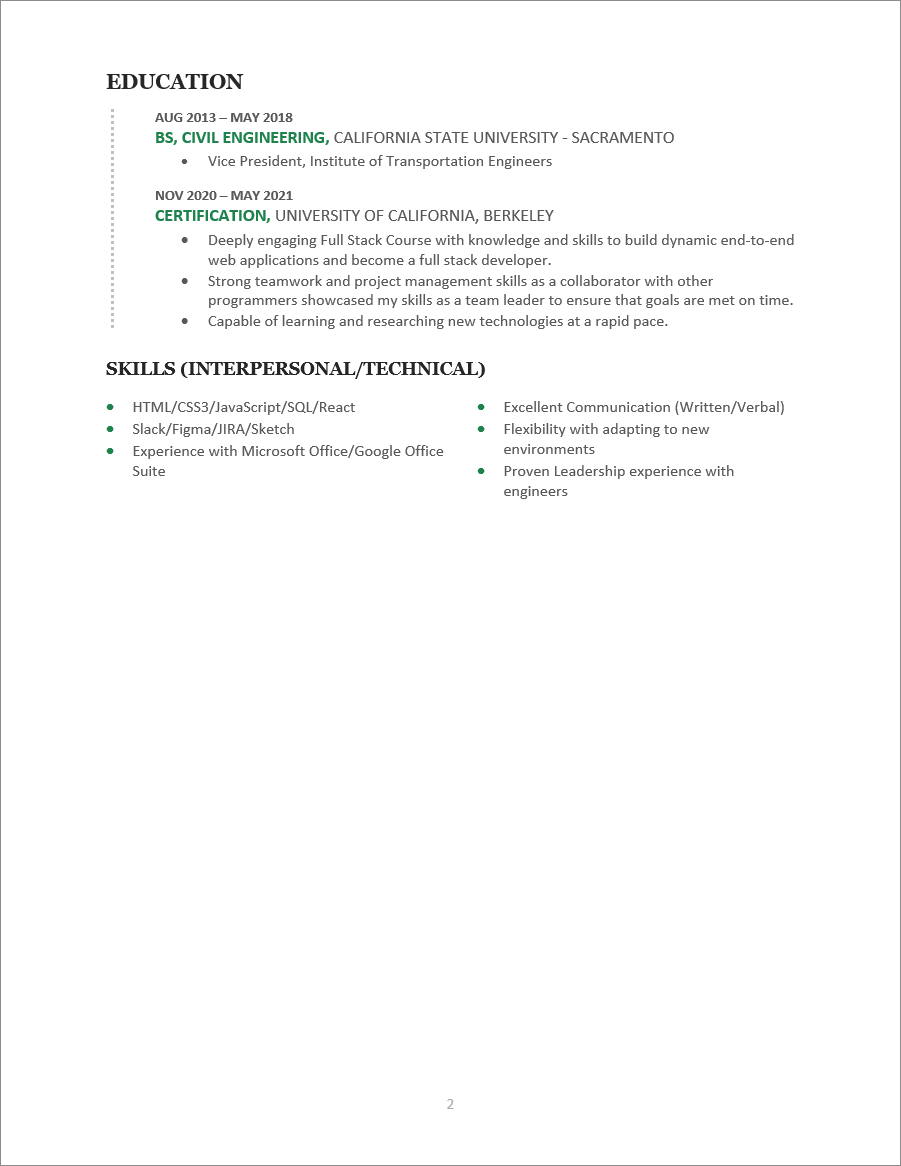 EDUCATION
AUG 2013 – MAY 2018
BS, CIVIL ENGINEERING, CALIFORNIA STATE UNIVERSITY - SACRAMENTO
• Vice President, Institute of Transportation Engineers
NOV 2020 – MAY 2021
CERTIFICATION, UNIVERSITY OF CALIFORNIA, BERKELEY
• Deeply engaging Full Stack Course with knowledge and skills to build dynamic end-to-end
web applications and become a full stack developer.
• Strong teamwork and project management skills as a collaborator with other
programmers showcased my skills as a team leader to ensure that goals are met on time.
• Capable of learning and researching new technologies at a rapid pace.
SKILLS (INTERPERSONAL/TECHNICAL)
• HTML/CSS3/JavaScript/SQL/React
• Slack/Figma/JIRA/Sketch
• Experience with Microsoft Office/Google Office
Suite
• Excellent Communication (Written/Verbal)
• Flexibility with adapting to new
environments
• Proven Leadership experience with
engineers
2